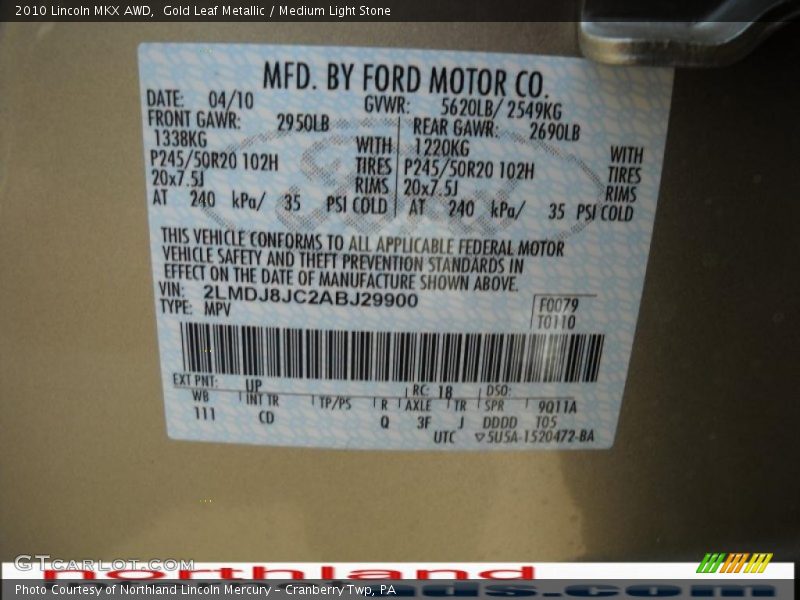 2010 Lincoln MKX AWD,  Gold Leaf Metallic / Medium Light Stone
MFD. BY FORD MOTOR CO.
DATE: 04/10 GVWR: 5620LB/ 2549KG
FRONT GAWR: 2950LB REAR GAWR: 2690LB
1338KG WITH 1220KG WITH
P245/50R20 102H TIRES P245/50R20 102H TIRES
20x7.5J RIMS 20x7.5J RIMS
AT 240 kPa/ 35 PSI COLD AT 240 kPa/ 35 PSI COLD
THIS VEHICLE CONFORMS TO ALL APPLICABLE FEDERAL MOTOR
VEHICLE SAFETY AND THEFT PREVENTION STANDARDS IN
EFFECT ON THE DATE OF MANUFACTURE SHOWN ABOVE.
VIN: 2LMDJ8JC2ABJ29900
TYPE: MPV
F0079
T0110
EXT PNT: UP RC: 18 DSO:
WB INT TR TP/PS R AXLE TR SPR 9Q11A
111 CD Q 3F J DDDD T05
UTC ▽5U5A-1520472-BA
GTCarLot.com
northland
Photo Courtesy of Northland Lincoln Mercury - Cranberry Twp, PA